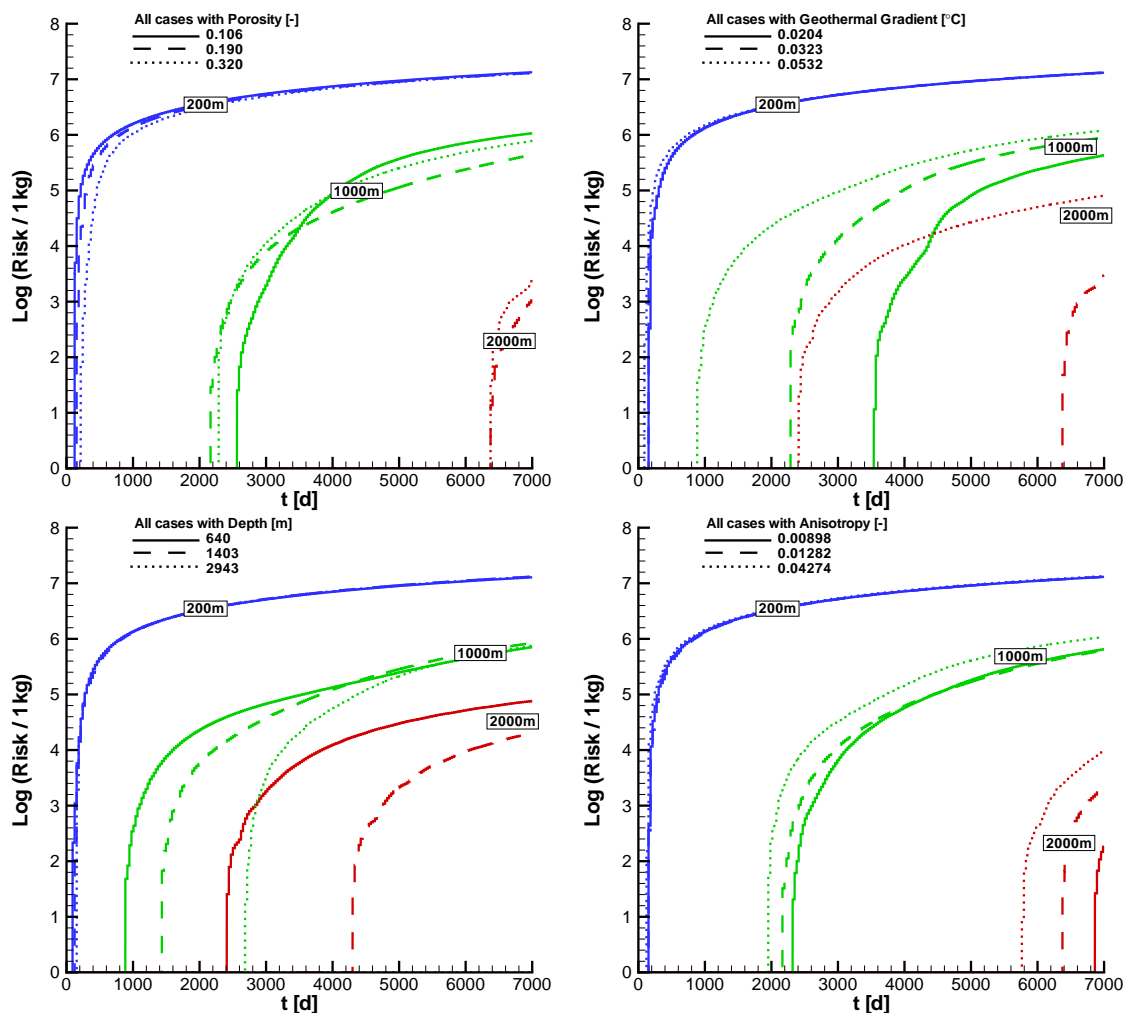 All cases with Porosity [-]
0.106
0.190
0.320
Log (Risk / 1kg)
8
7
6
5
4
3
2
1
0
200m
1000m
2000m
0 1000 2000 3000 4000 5000 6000 7000
t [d]
All cases with Geothermal Gradient [°C]
0.0204
0.0323
0.0532
Log (Risk / 1kg)
8
7
6
5
4
3
2
1
0
200m
1000m
2000m
0 1000 2000 3000 4000 5000 6000 7000
t [d]
All cases with Depth [m]
640
1403
2943
Log (Risk / 1kg)
8
7
6
5
4
3
2
1
0
200m
1000m
2000m
0 1000 2000 3000 4000 5000 6000 7000
t [d]
All cases with Anisotropy [-]
0.00898
0.01282
0.04274
Log (Risk / 1kg)
8
7
6
5
4
3
2
1
0
200m
1000m
2000m
0 1000 2000 3000 4000 5000 6000 7000
t [d]